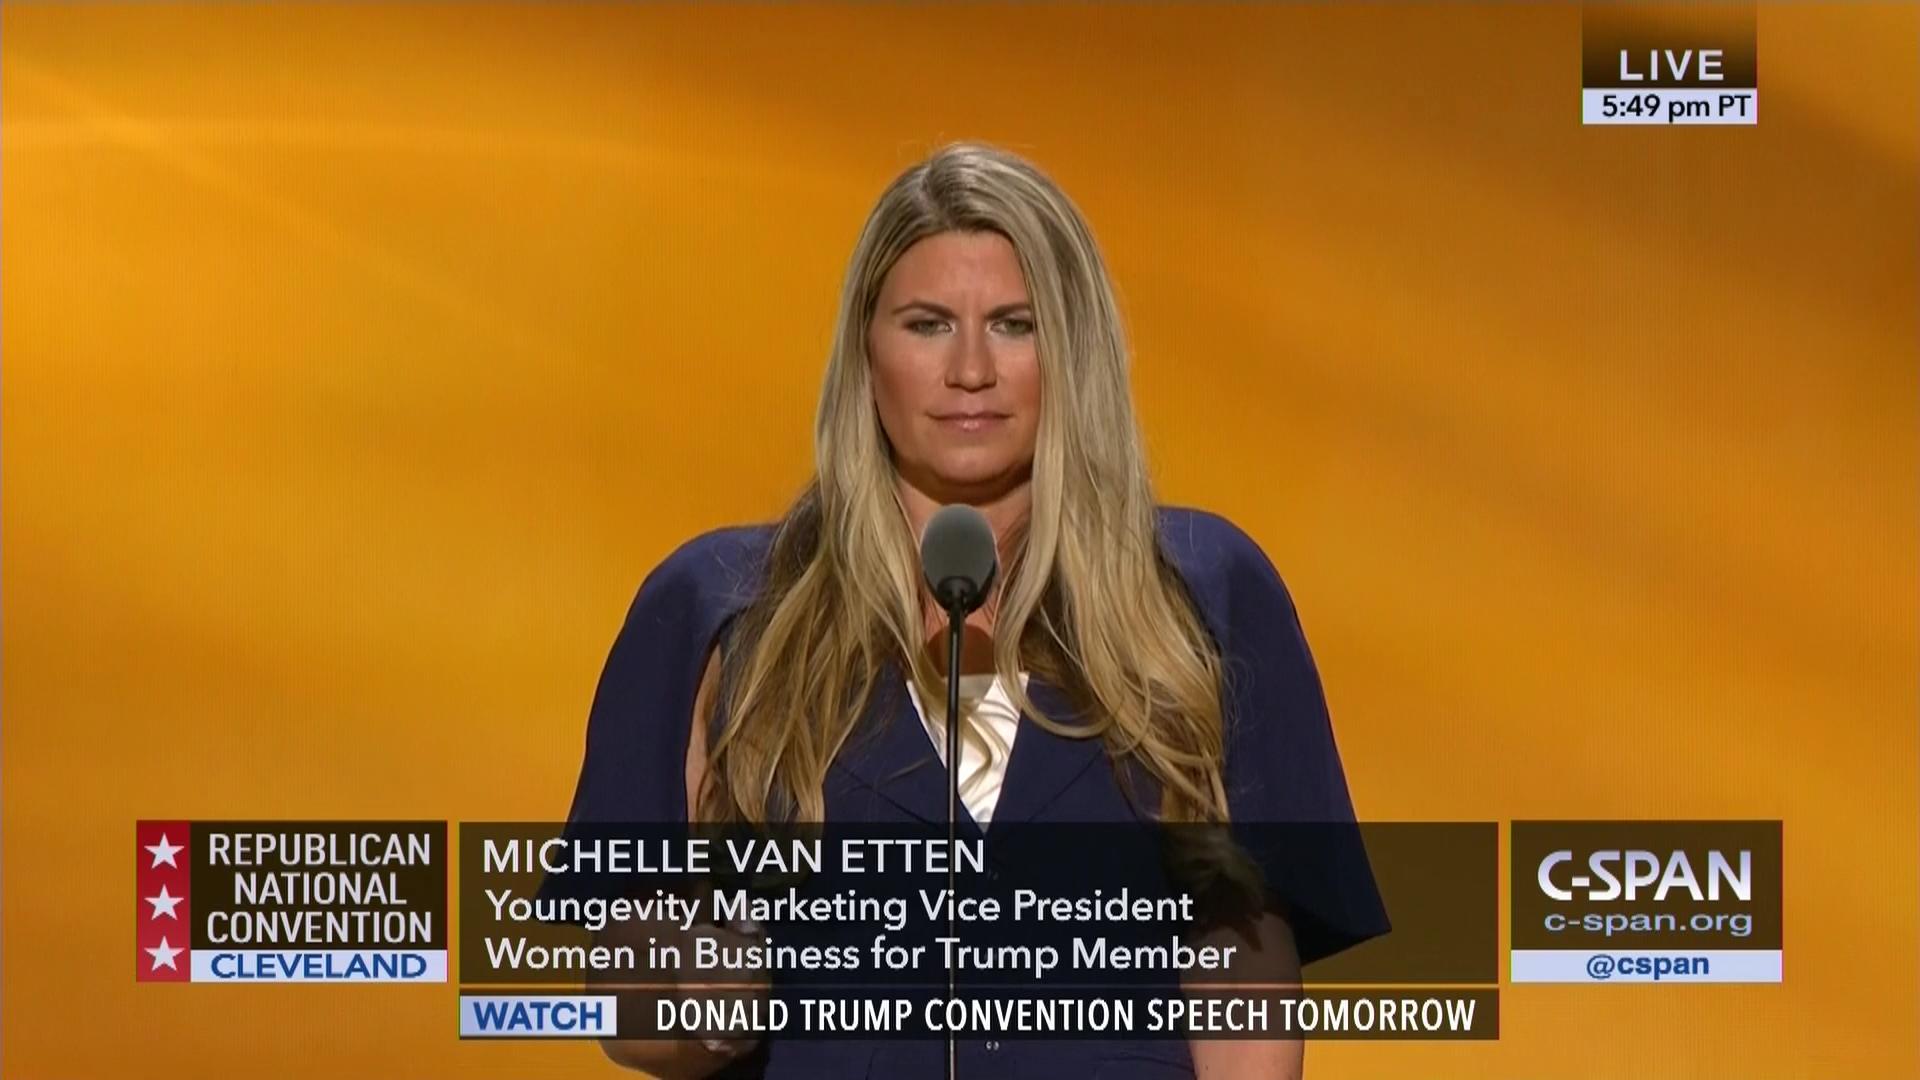 LIVE
5:49 pm PT
REPUBLICAN
NATIONAL
CONVENTION
CLEVELAND
MICHELLE VAN ETTEN
Youngevity Marketing Vice President
Women in Business for Trump Member
WATCH DONALD TRUMP CONVENTION SPEECH TOMORROW
C-SPAN
c-span.org
@cspan